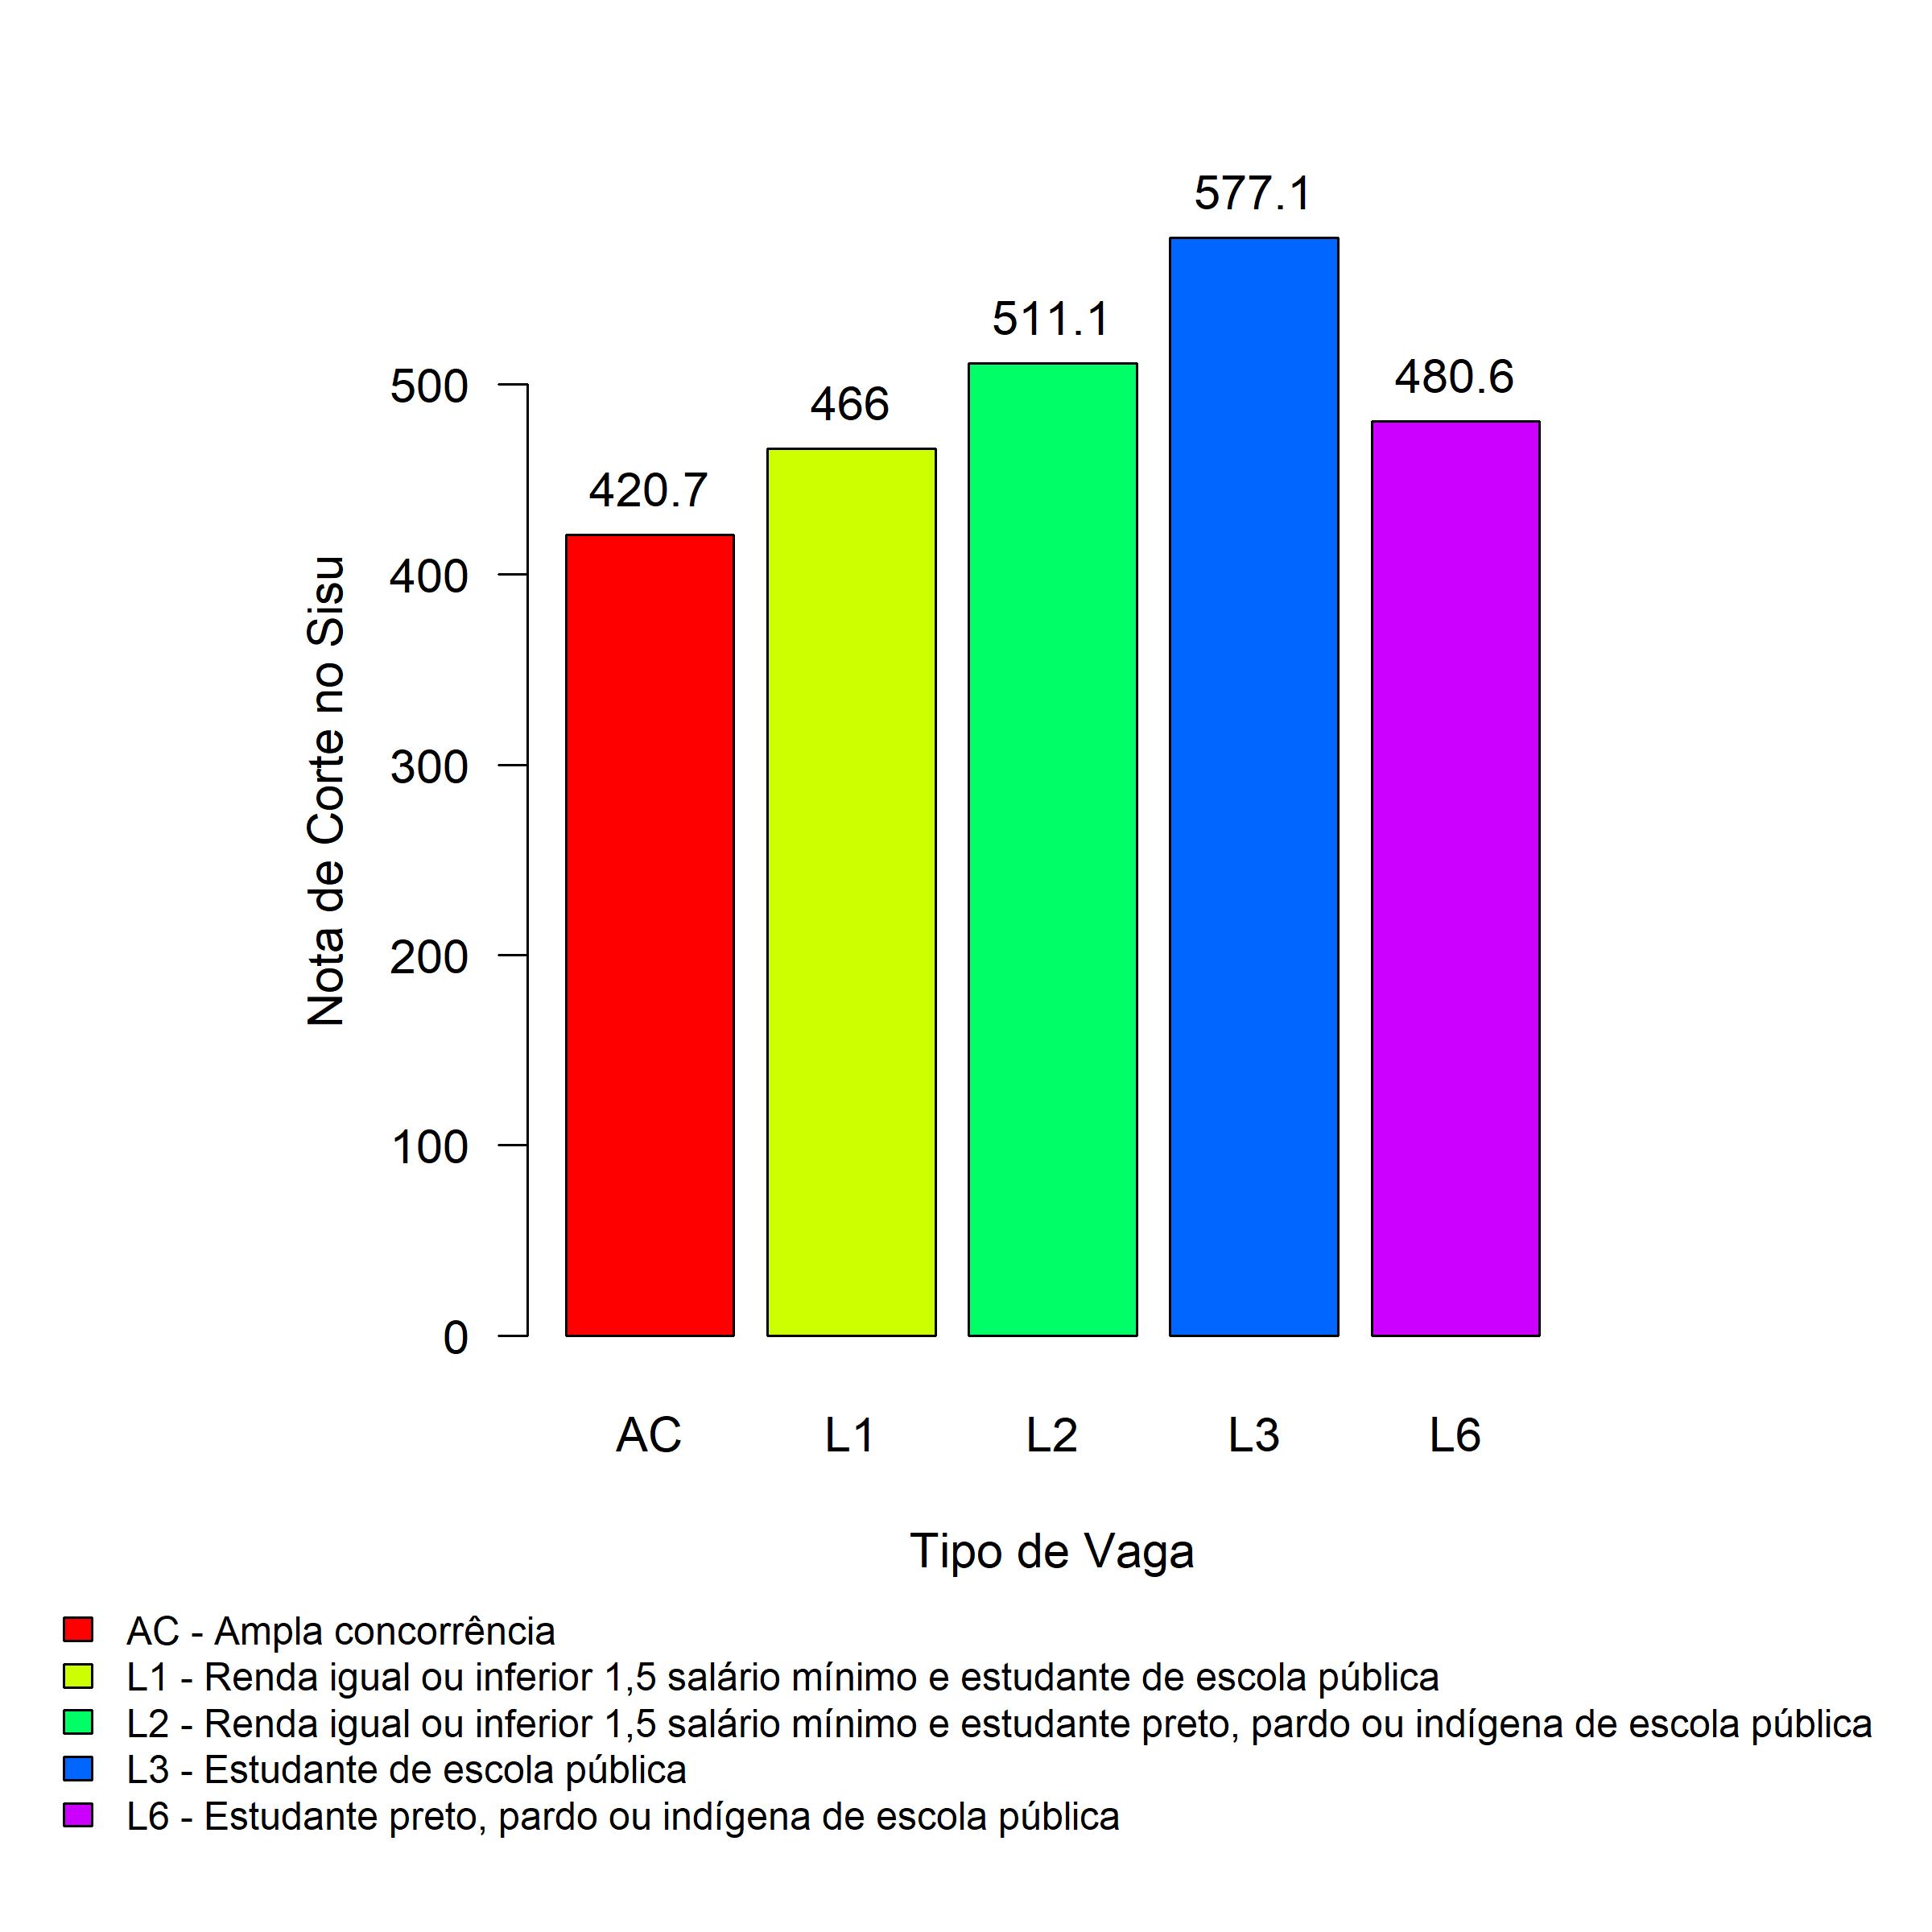 577.1
511.1
480.6
466
420.7
500
400
300
200
100
0
Nota de Corte no Sisu
AC L1 L2 L3 L6
Tipo de Vaga
AC - Ampla concorrência
L1 - Renda igual ou inferior 1,5 salário mínimo e estudante de escola pública
L2 - Renda igual ou inferior 1,5 salário mínimo e estudante preto, pardo ou indígena de escola pública
L3 - Estudante de escola pública
L6 - Estudante preto, pardo ou indígena de escola pública